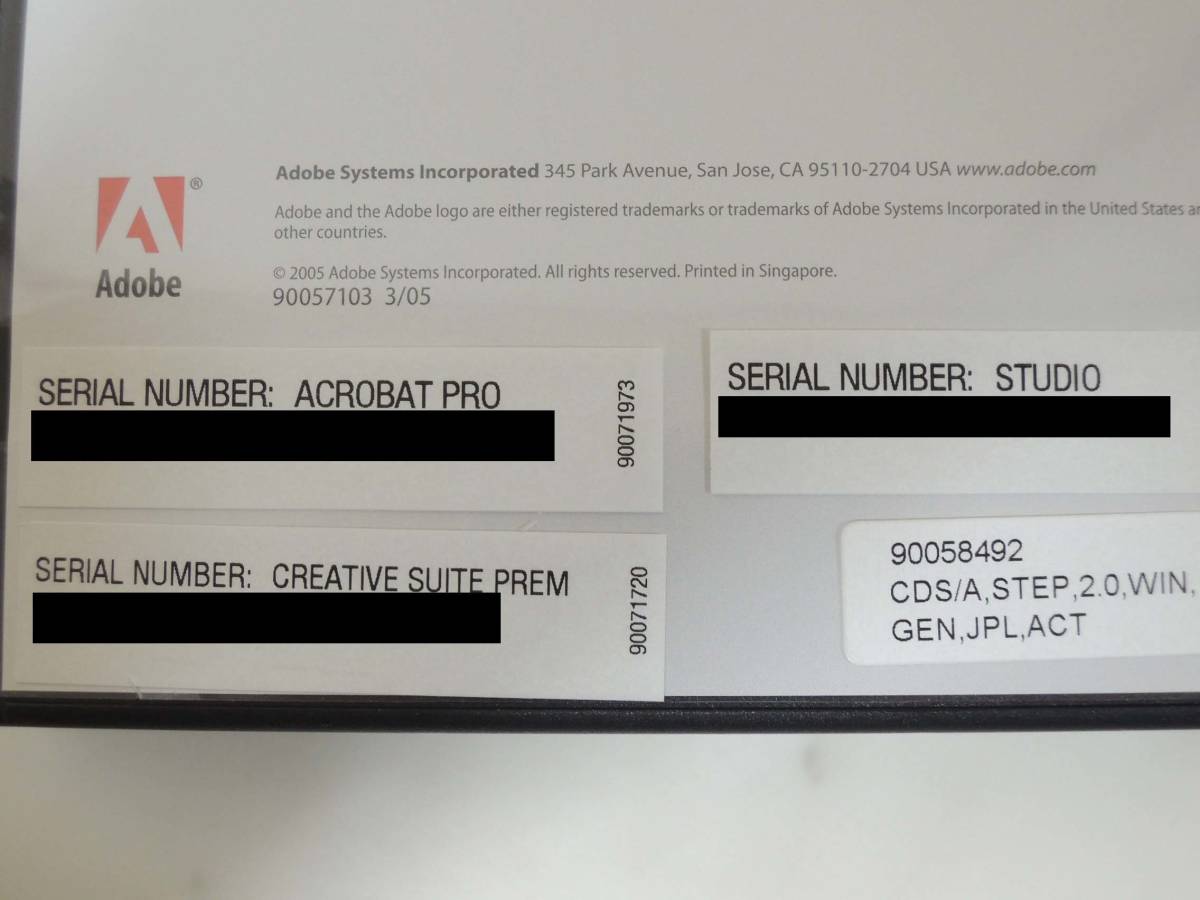 Adobe Systems Incorporated 345 Park Avenue, San Jose, CA 95110-2704 USA www.adobe.com
Adobe and the Adobe logo are either registered trademarks or trademarks of Adobe Systems Incorporated in the United States
other countries.
© 2005 Adobe Systems Incorporated. All rights reserved. Printed in Singapore.
90057103 3/05
®
Adobe
SERIAL NUMBER: ACROBAT PRO
90071973
SERIAL NUMBER: STUDIO
SERIAL NUMBER: CREATIVE SUITE PREM
90071720
90058492
CDS/A,STEP,2.0,WIN,
GEN,JPL,ACT